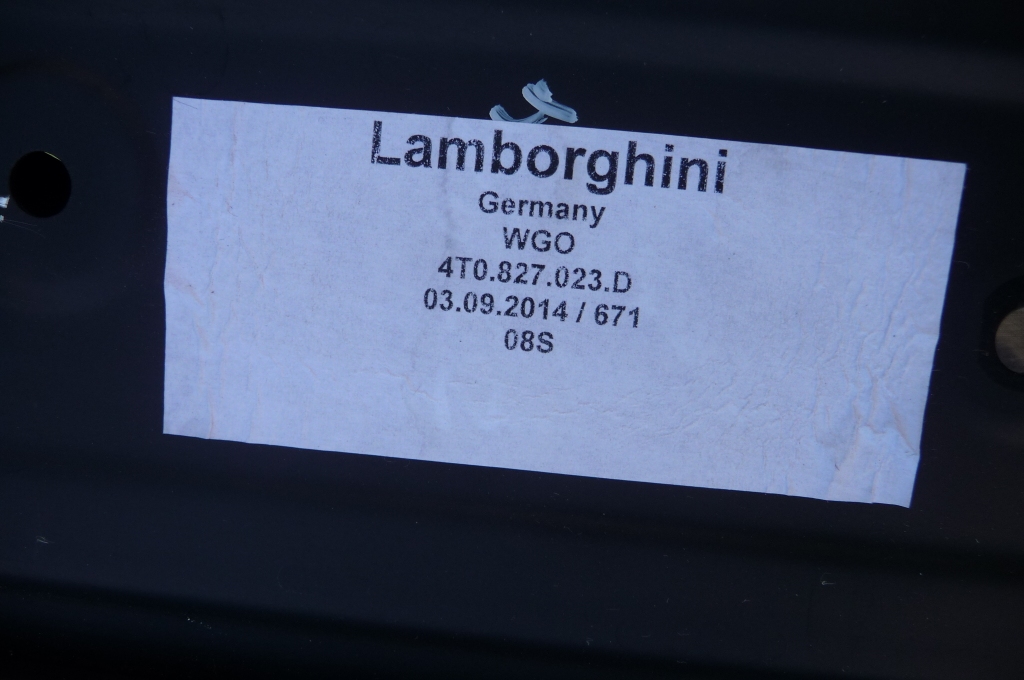 Lamborghini
Germany
WGO
4T0.827.023.D
03.09.2014 / 671
08S